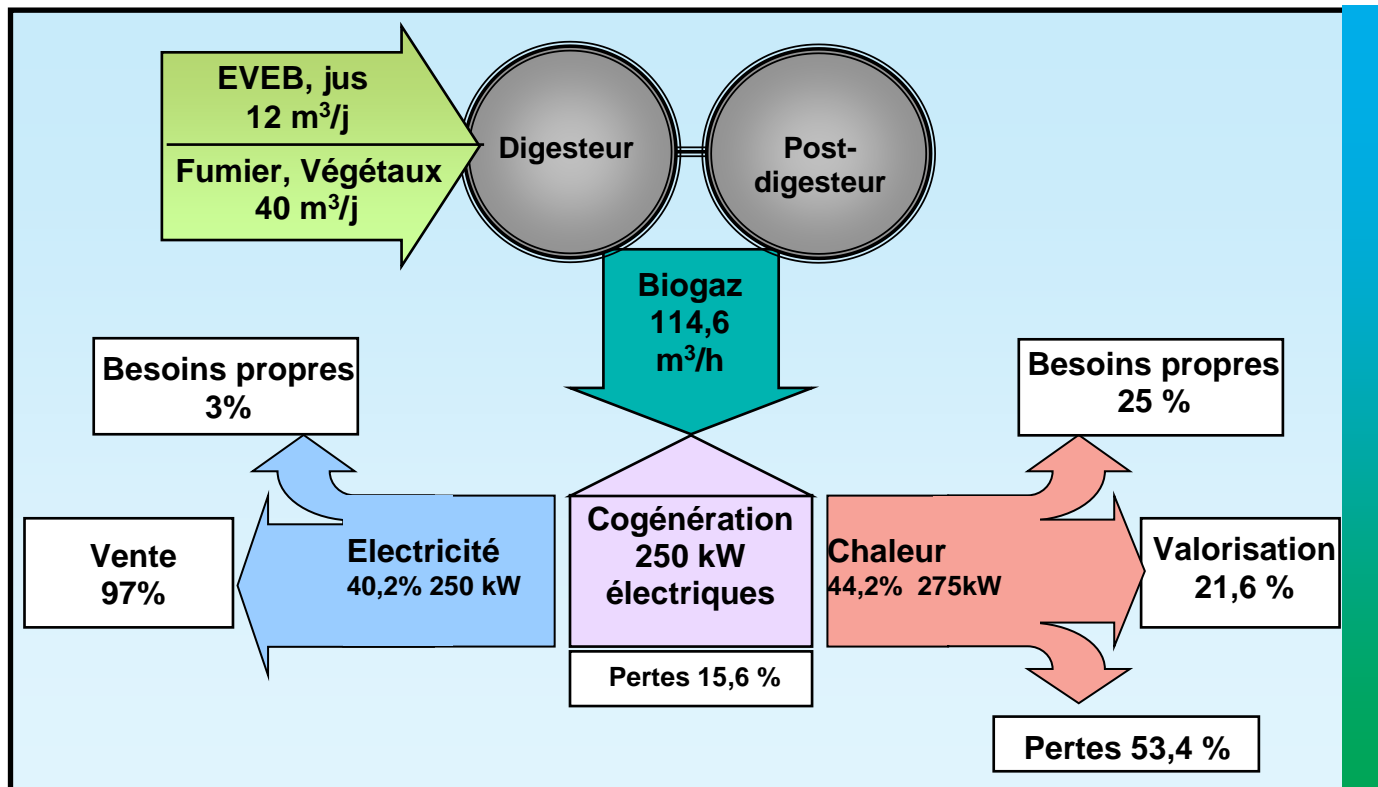 EVEB, jus
12 m³/j
Fumier, Végétaux
40 m³/j
Digesteur
Post-
digesteur
Biogaz
114,6
m³/h
Besoins propres
3%
Besoins propres
25 %
Vente
97%
Electricité
40,2% 250 kW
Cogénération
250 kW
électriques
Chaleur
44,2% 275kW
Valorisation
21,6 %
Pertes 15,6 %
Pertes 53,4 %